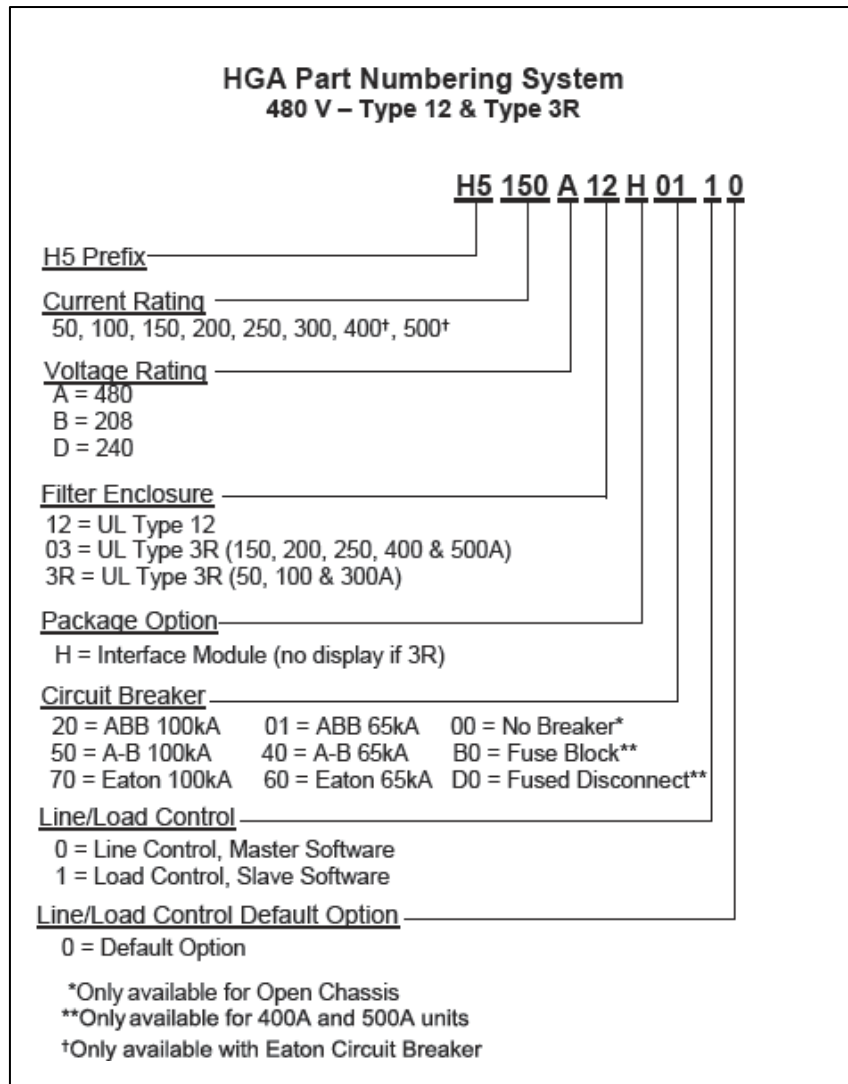 HGA Part Numbering System
480 V – Type 12 & Type 3R
H5 150 A 12 H 01 1 0
H5 Prefix
Current Rating
50, 100, 150, 200, 250, 300, 400†, 500†
Voltage Rating
A = 480
B = 208
D = 240
Filter Enclosure
12 = UL Type 12
03 = UL Type 3R (150, 200, 250, 400 & 500A)
3R = UL Type 3R (50, 100 & 300A)
Package Option
H = Interface Module (no display if 3R)
Circuit Breaker
20 = ABB 100kA 01 = ABB 65kA 00 = No Breaker*
50 = A-B 100kA 40 = A-B 65kA B0 = Fuse Block**
70 = Eaton 100kA 60 = Eaton 65kA D0 = Fused Disconnect**
Line/Load Control
0 = Line Control, Master Software
1 = Load Control, Slave Software
Line/Load Control Default Option
0 = Default Option
*Only available for Open Chassis
**Only available for 400A and 500A units
†Only available with Eaton Circuit Breaker